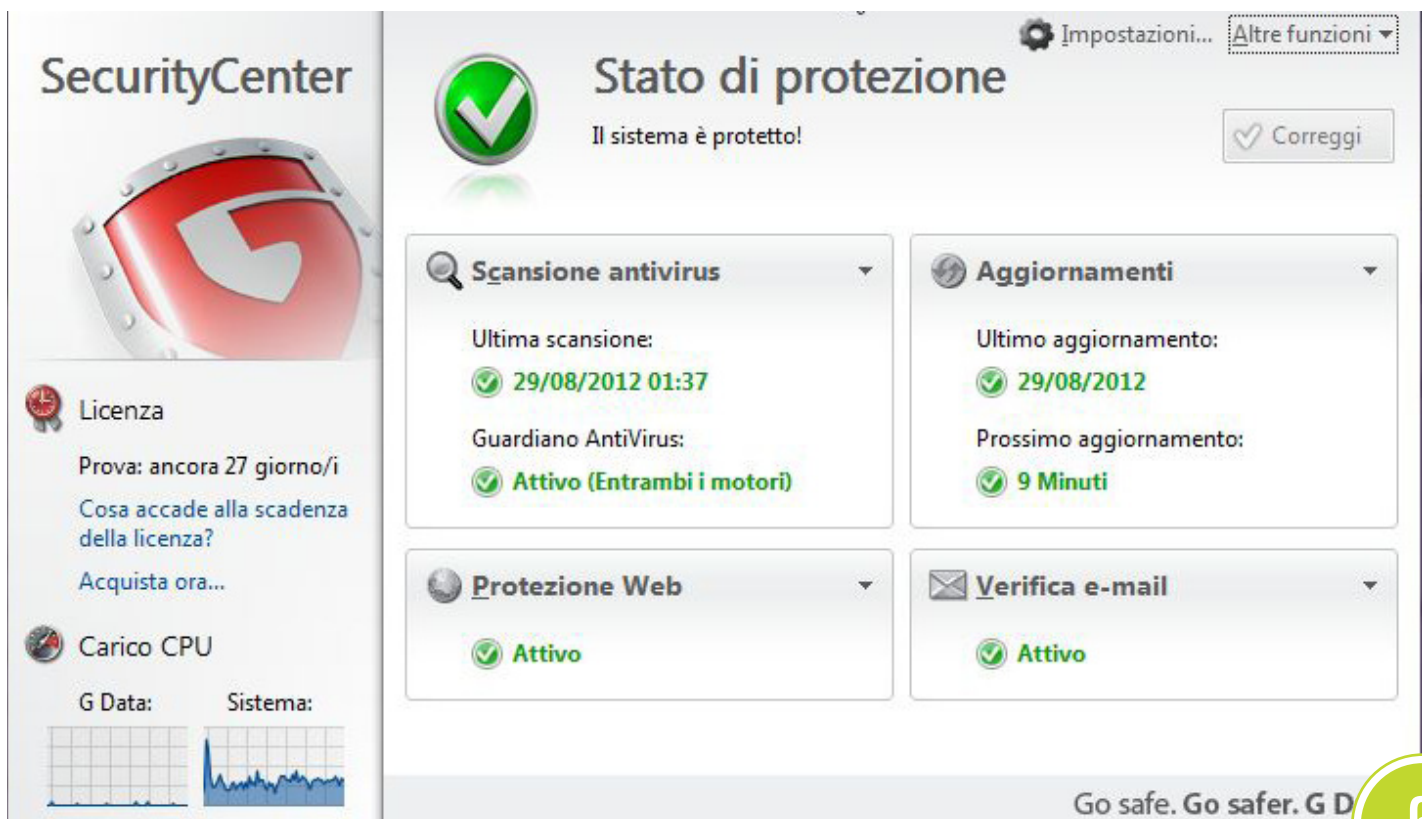 SecurityCenter
Licenza
Prova: ancora 27 giorno/i
Cosa accade alla scadenza
della licenza?
Acquista ora...
Carico CPU
G Data:
Sistema:
Impostazioni...
Altre funzioni
Stato di protezione
Il sistema è protetto!
Correggi
Scansione antivirus
Ultima scansione:
29/08/2012 01:37
Guardiano AntiVirus:
Attivo (Entrambi i motori)
Aggiornamenti
Ultimo aggiornamento:
29/08/2012
Prossimo aggiornamento:
9 Minuti
Protezione Web
Attivo
Verifica e-mail
Attivo
Go safe. Go safer. G D